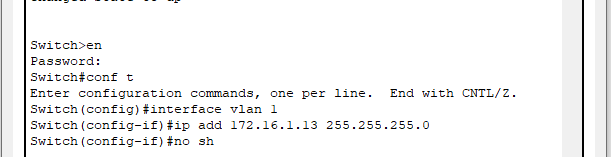 Switch>en
Password:
Switch#conf t
Enter configuration commands, one per line.  End with CNTL/Z.
Switch(config)#interface vlan 1
Switch(config-if)#ip add 172.16.1.13 255.255.255.0
Switch(config-if)#no sh